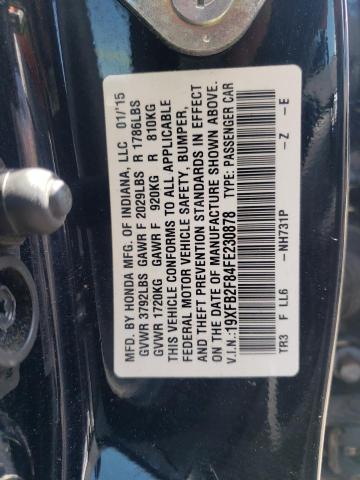 MFD. BY HONDA MFG. OF INDIANA, LLC 01/'15
GVWR 3792LBS GAWR F 2029LBS R 1786LBS
GVWR 1720KG GAWR F 920KG R 810KG
THIS VEHICLE CONFORMS TO ALL APPLICABLE
FEDERAL MOTOR VEHICLE SAFETY, BUMPER,
AND THEFT PREVENTION STANDARDS IN EFFECT
ON THE DATE OF MANUFACTURE SHOWN ABOVE.
V.I.N.:19XFB2F84FE230878 TYPE: PASSENGER CAR
TR3 F LL6 -NH731P -Z -E